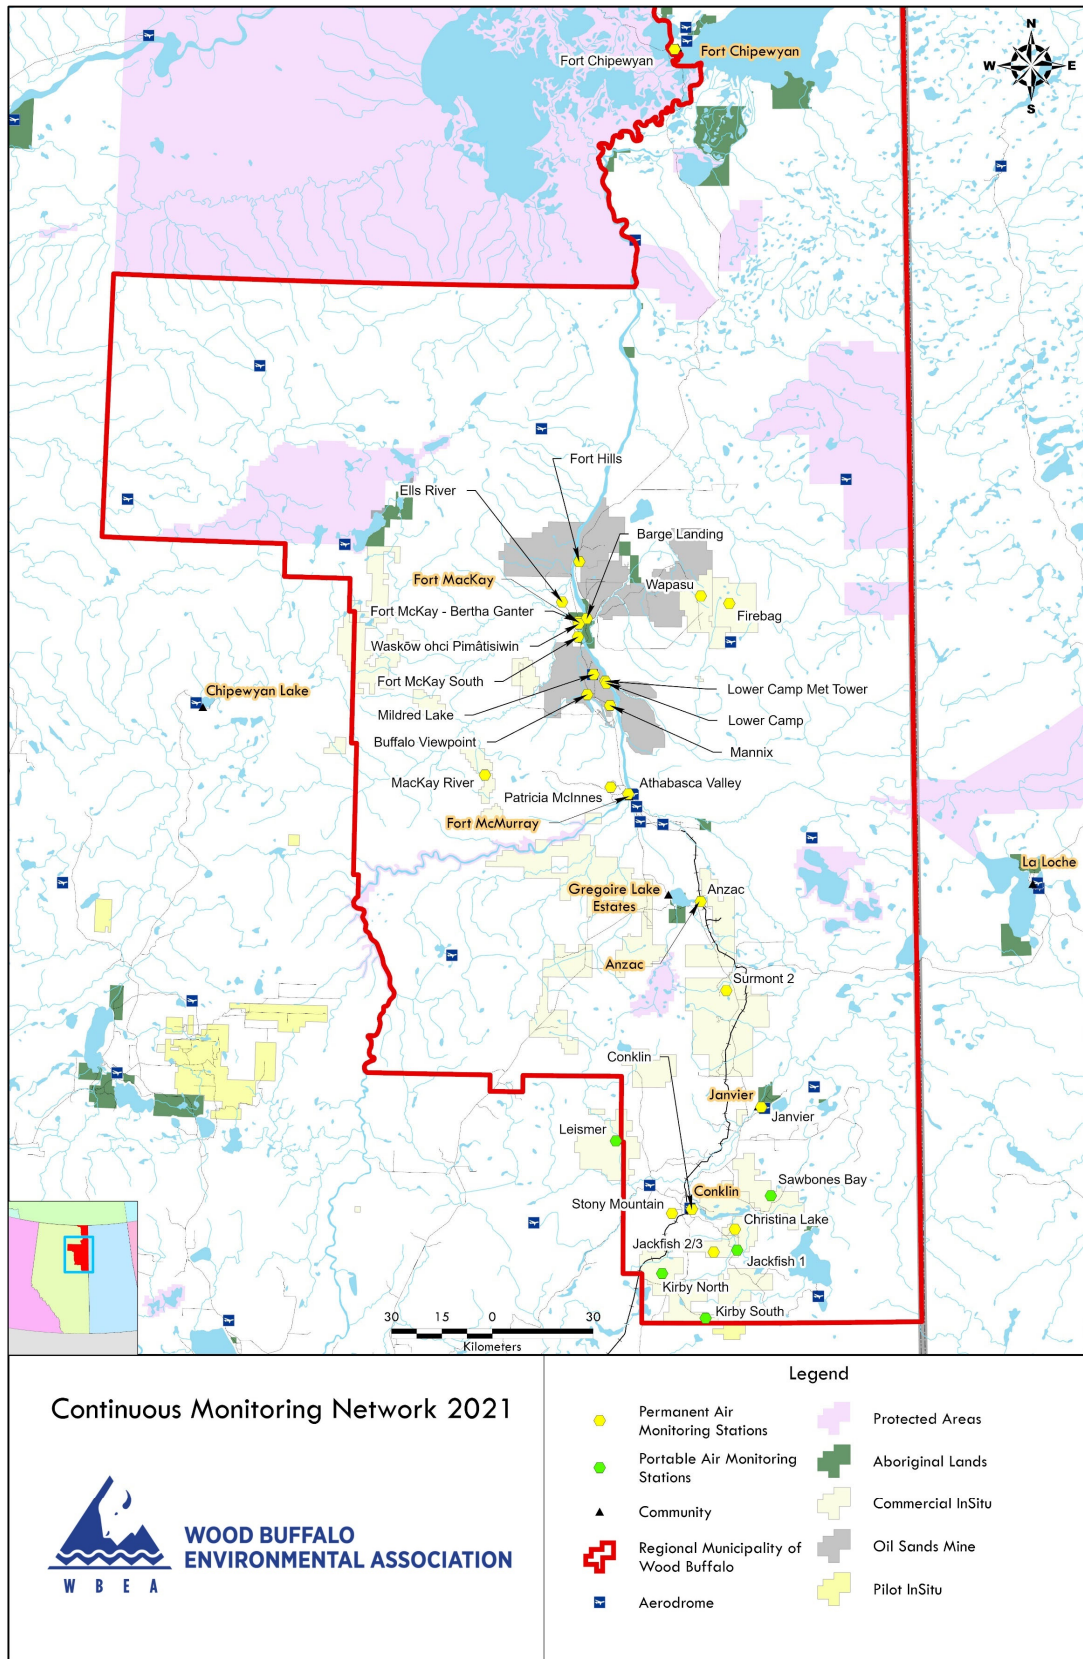 Fort Chipewyan
Fort Chipewyan
N
W
E
S
Fort Hills
Ells River
Barge Landing
Fort MacKay
Wapasu
Firebag
Fort McKay - Bertha Ganter
Waskōw ohci Pimâtisiwin
Fort McKay South
Chipewyan Lake
Lower Camp Met Tower
Mildred Lake
Lower Camp
Buffalo Viewpoint
Mannix
MacKay River
Athabasca Valley
Patricia McInnes
Fort McMurray
La Loche
Gregoire Lake
Estates
Anzac
Anzac
Surmont 2
Conklin
Janvier
Janvier
Leismer
Sawbones Bay
Conklin
Stony Mountain
Christina Lake
Jackfish 2/3
Jackfish 1
Kirby North
Kirby South
30 15 0 30
Kilometers
Continuous Monitoring Network 2021
WOOD BUFFALO
ENVIRONMENTAL ASSOCIATION
W B E A
Legend
Permanent Air
Monitoring Stations
Portable Air Monitoring
Stations
Community
Regional Municipality of
Wood Buffalo
Aerodrome
Protected Areas
Aboriginal Lands
Commercial InSitu
Oil Sands Mine
Pilot InSitu